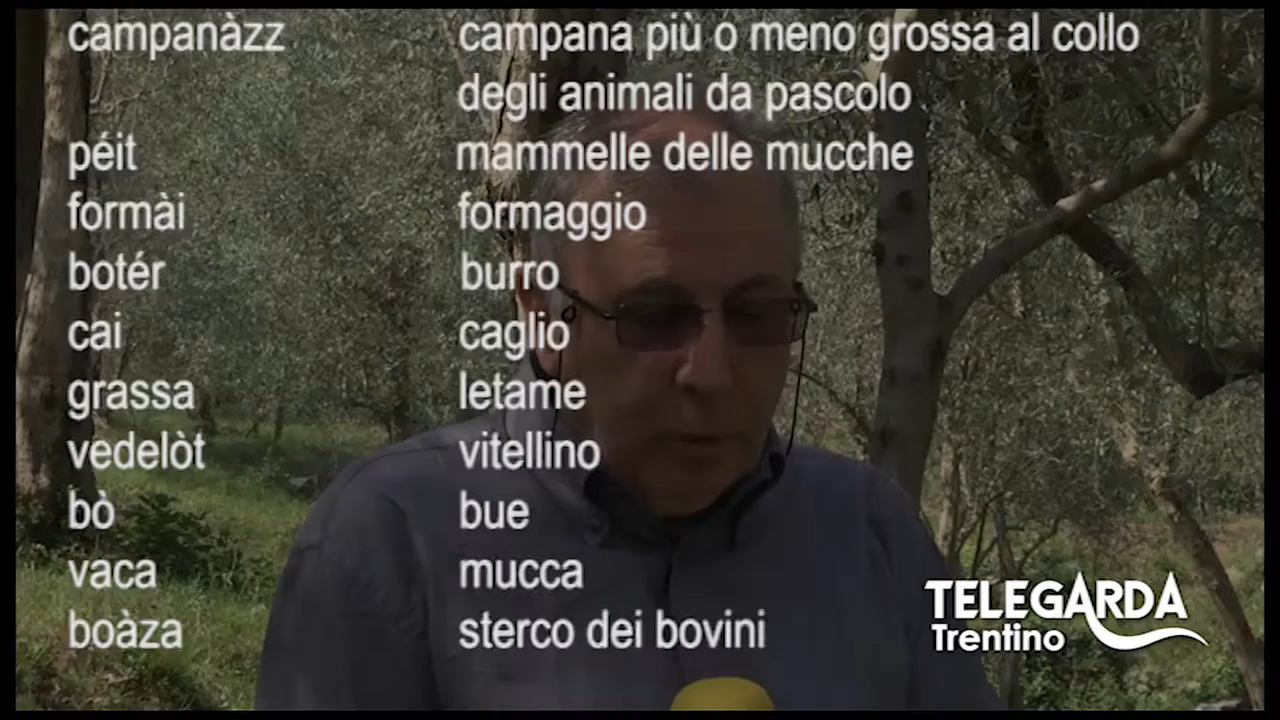 campanàzz campana più o meno grossa al collo
degli animali da pascolo
péit mammelle delle mucche
formài formaggio
botér burro
cai caglio
grassa letame
vedelòt vitellino
bò bue
vaca mucca
boàza sterco dei bovini
TELEGARDA
Trentino